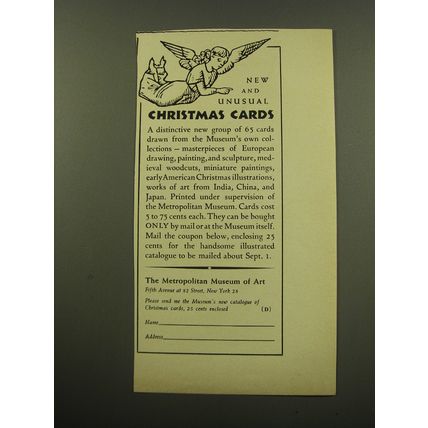 NEW
AND
UNUSUAL
CHRISTMAS CARDS
A distinctive new group of 65 cards
drawn from the Museum's own col-
lections — masterpieces of European
drawing, painting, and sculpture, med-
ieval woodcuts, miniature paintings,
early American Christmas illustrations,
works of art from India, China, and
Japan. Printed under supervision of
the Metropolitan Museum. Cards cost
5 to 75 cents each. They can be bought
ONLY by mail or at the Museum itself.
Mail the coupon below, enclosing 25
cents for the handsome illustrated
catalogue to be mailed about Sept. 1.
The Metropolitan Museum of Art
Fifth Avenue at 82 Street, New York 28
Please send me the Museum's new catalogue of
Christmas cards, 25 cents enclosed (D)
Name
Address